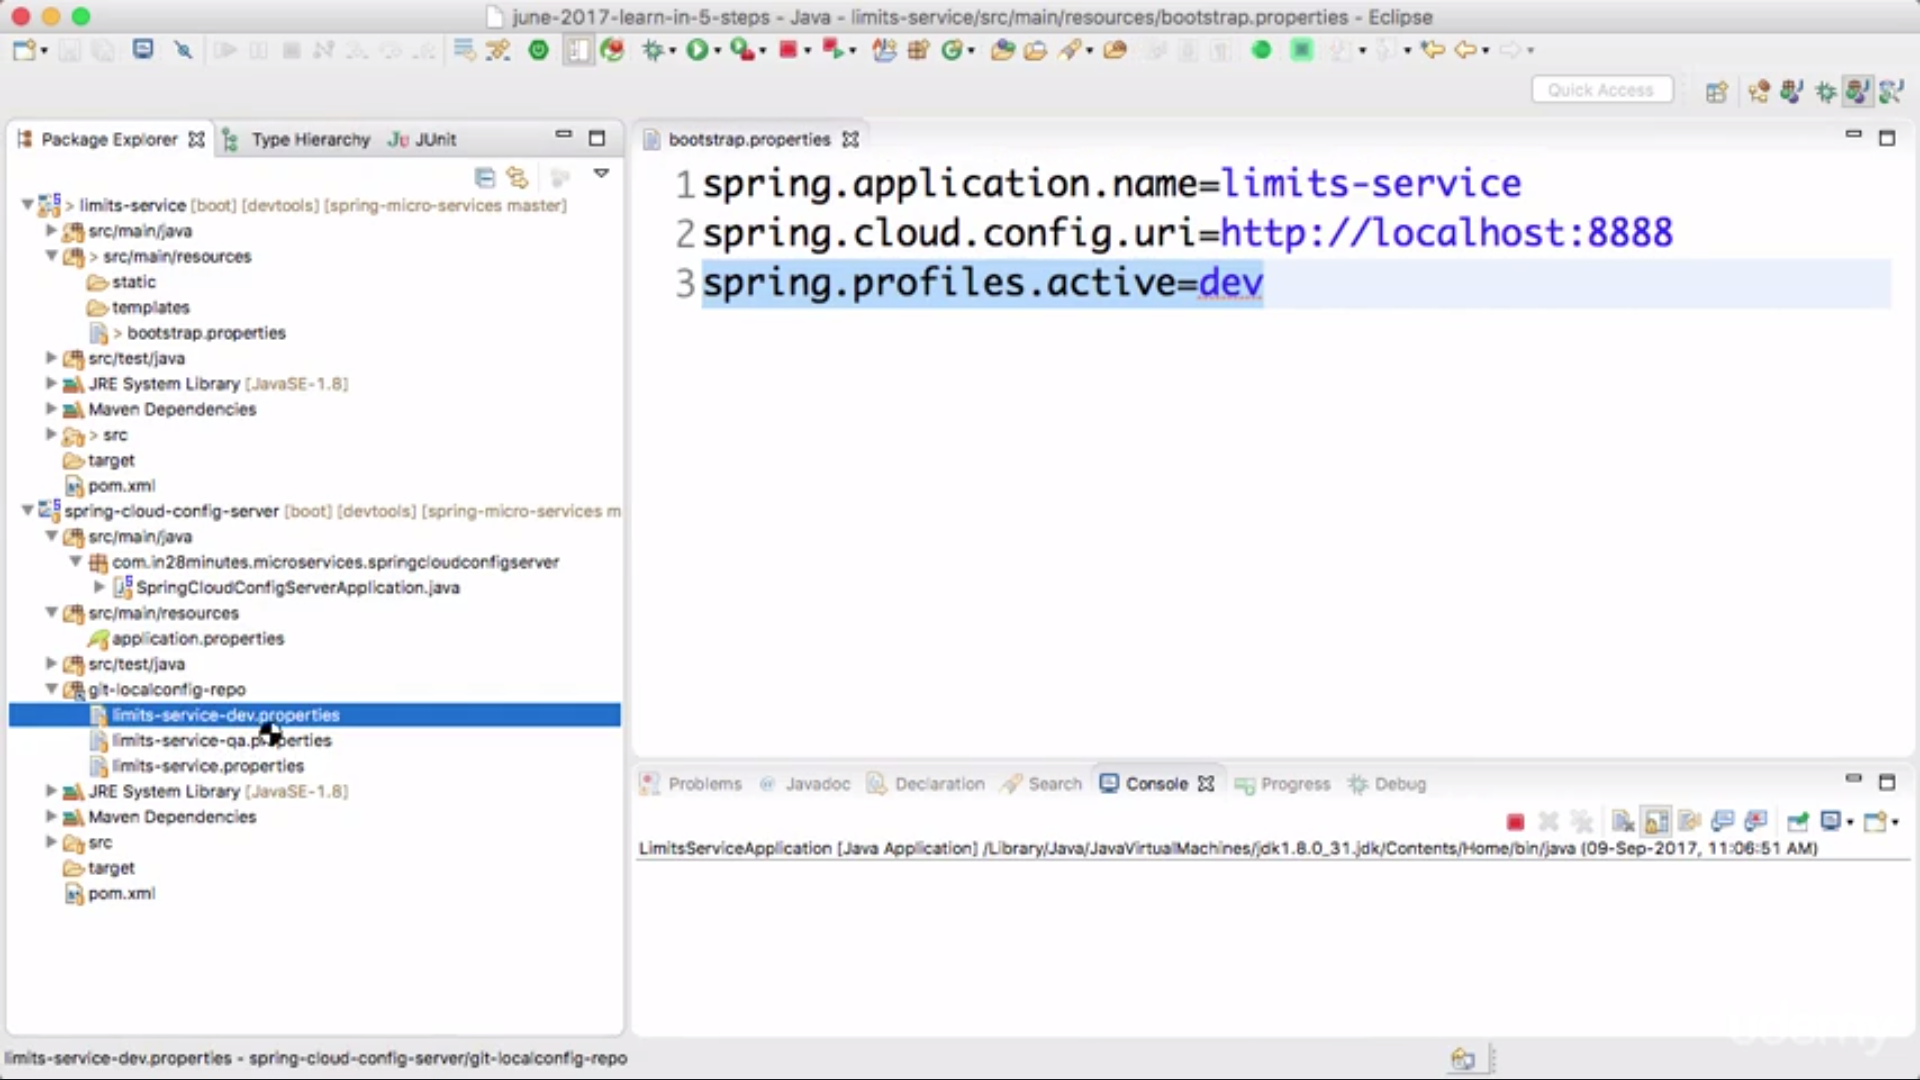 june-2017-learn-in-5-steps - Java - limits-service/src/main/resources/bootstrap.properties - Eclipse
Quick Access
Package Explorer
Type Hierarchy
JUnit
> limits-service [boot] [devtools] [spring-micro-services master]
src/main/java
> src/main/resources
static
templates
> bootstrap.properties
src/test/java
JRE System Library [JavaSE-1.8]
Maven Dependencies
> src
target
pom.xml
spring-cloud-config-server [boot] [devtools] [spring-micro-services m
src/main/java
com.in28minutes.microservices.springcloudconfigserver
SpringCloudConfigServerApplication.java
src/main/resources
application.properties
src/test/java
git-localconfig-repo
limits-service-dev.properties
limits-service-qa.properties
limits-service.properties
JRE System Library [JavaSE-1.8]
Maven Dependencies
src
target
pom.xml
bootstrap.properties
1 spring.application.name=limits-service
2 spring.cloud.config.uri=http://localhost:8888
3 spring.profiles.active=dev
Problems
Javadoc
Declaration
Search
Console
Progress
Debug
LimitsServiceApplication [Java Application] /Library/Java/JavaVirtualMachines/jdk1.8.0_31.jdk/Contents/Home/bin/java (09-Sep-2017, 11:06:51 AM)
limits-service-dev.properties - spring-cloud-config-server/git-localconfig-repo
udemy